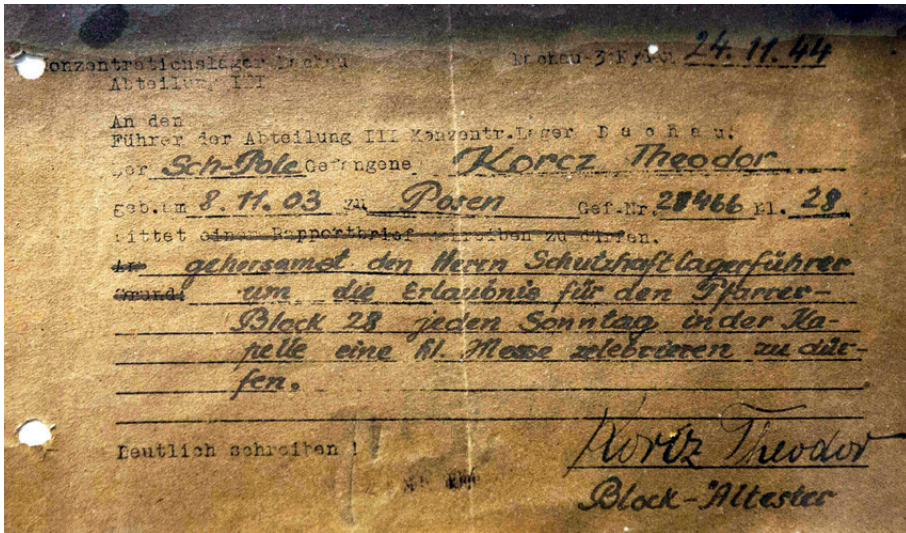 Konzentrationslager Dachau Dachau 3 K, den 24.11.44
Abteilung III
An den
Führer der Abteilung III Konzentr.Lager D a c h a u.
Der Sch-Pole Gefangene Korcz Theodor
geb.am 8.11.03 zu Posen Gef.Nr. 28466 Bl. 28
bittet einen Rapportbrief schreiben zu dürfen.
An gehorsamst den Herrn Schutzhaftlagerführer
Grund: um die Erlaubnis für den Pfarrer-
Block 28 jeden Sonntag in der Ka-
pelle eine hl. Messe zelebrieren zu dür-
fen.
Deutlich schreiben ! Korcz Theodor
Block-Ältester